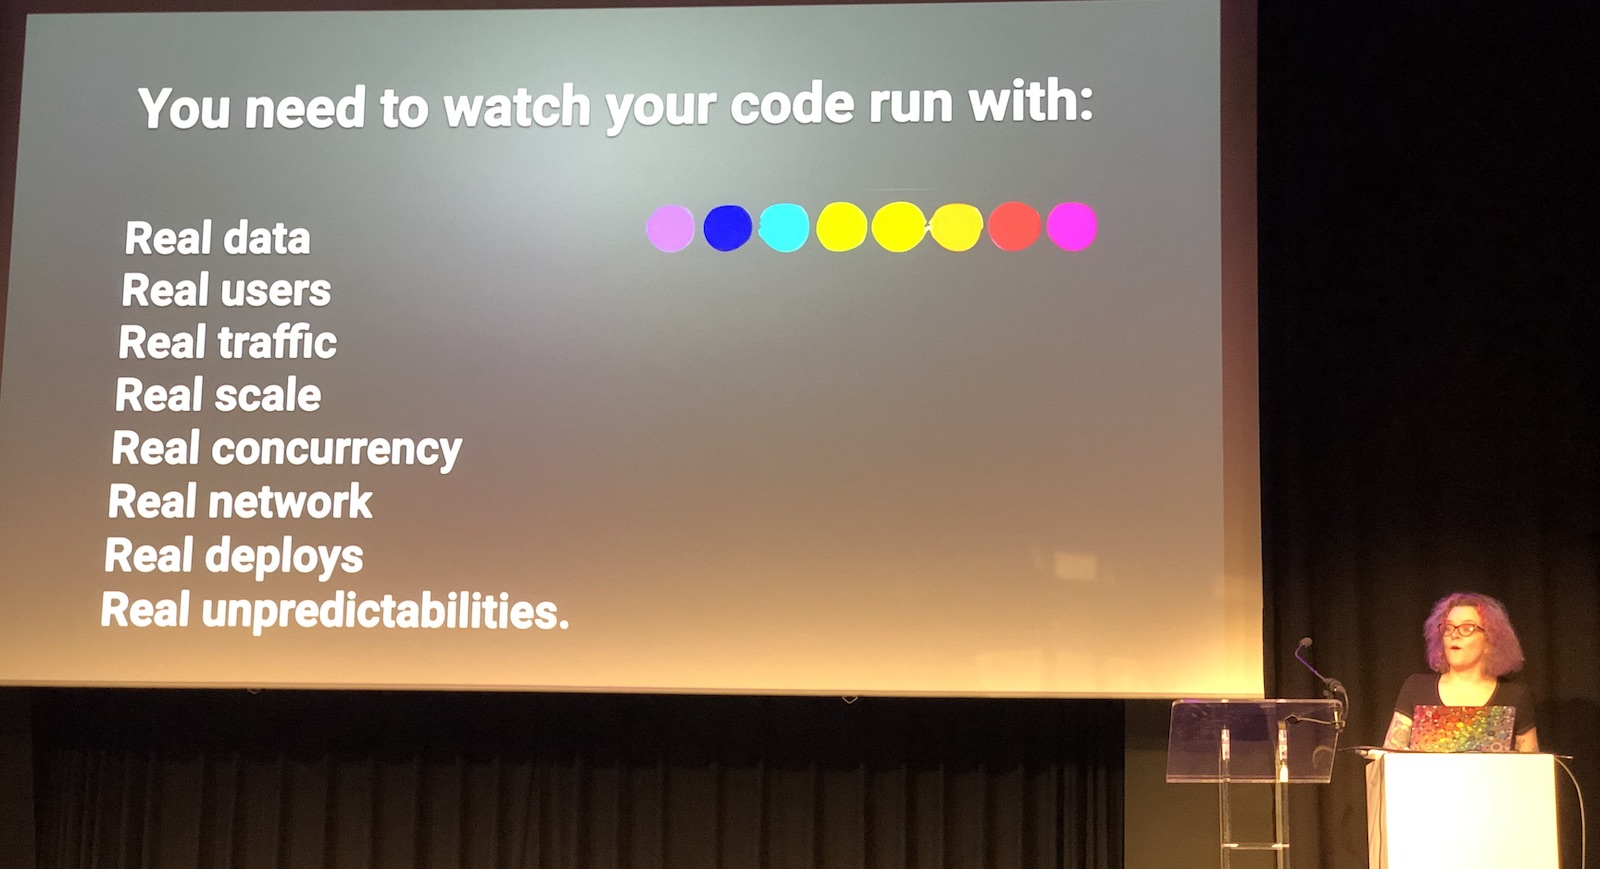 You need to watch your code run with:
Real data
Real users
Real traffic
Real scale
Real concurrency
Real network
Real deploys
Real unpredictabilities.